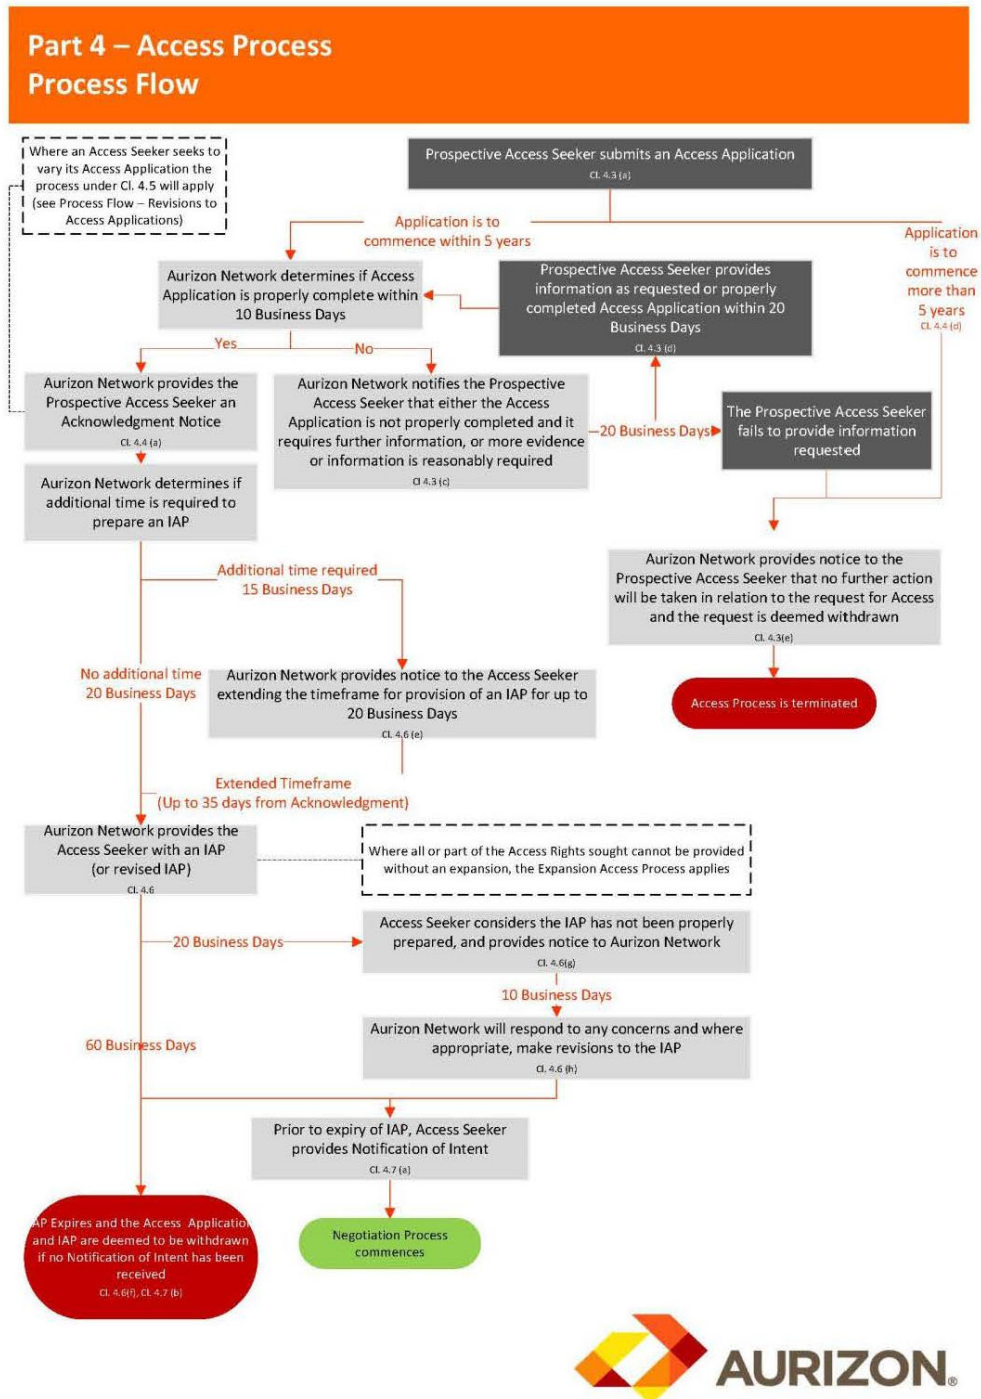 Part 4 – Access Process
Process Flow
Where an Access Seeker seeks to
vary its Access Application the
process under Cl. 4.5 will apply
(see Process Flow – Revisions to
Access Applications)
Prospective Access Seeker submits an Access Application
Cl. 4.3 (a)
Application is to
commence within 5 years
Application
is to
commence
more than
5 years
Cl. 4.4 (d)
Aurizon Network determines if Access
Application is properly complete within
10 Business Days
Prospective Access Seeker provides
information as requested or properly
completed Access Application within 20
Business Days
Cl. 4.3 (d)
Yes
No
Aurizon Network provides the
Prospective Access Seeker an
Acknowledgment Notice
Cl. 4.4 (a)
Aurizon Network notifies the Prospective
Access Seeker that either the Access
Application is not properly completed and it
requires further information, or more evidence
or information is reasonably required
Cl 4.3 (c)
20 Business Days
The Prospective Access Seeker
fails to provide information
requested
Aurizon Network determines if
additional time is required to
prepare an IAP
Additional time required
15 Business Days
Aurizon Network provides notice to the
Prospective Access Seeker that no further action
will be taken in relation to the request for Access
and the request is deemed withdrawn
Cl. 4.3(e)
No additional time
20 Business Days
Aurizon Network provides notice to the Access Seeker
extending the timeframe for provision of an IAP for up to
20 Business Days
Cl. 4.6 (e)
Access Process is terminated
Extended Timeframe
(Up to 35 days from Acknowledgment)
Aurizon Network provides the
Access Seeker with an IAP
(or revised IAP)
Cl. 4.6
Where all or part of the Access Rights sought cannot be provided
without an expansion, the Expansion Access Process applies
20 Business Days
Access Seeker considers the IAP has not been properly
prepared, and provides notice to Aurizon Network
Cl. 4.6(g)
10 Business Days
60 Business Days
Aurizon Network will respond to any concerns and where
appropriate, make revisions to the IAP
Cl. 4.6 (h)
Prior to expiry of IAP, Access Seeker
provides Notification of Intent
Cl. 4.7 (a)
AP Expires and the Access Application
and IAP are deemed to be withdrawn
if no Notification of Intent has been
received
Cl. 4.6(f), Cl. 4.7 (b)
Negotiation Process
commences
AURIZON®